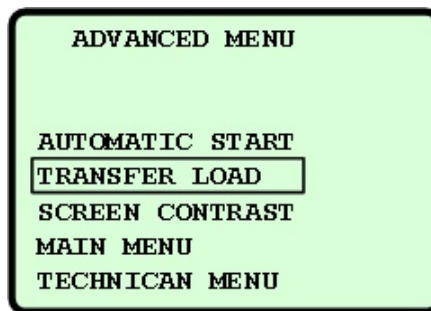 ADVANCED MENU
AUTOMATIC START
TRANSFER LOAD
SCREEN CONTRAST
MAIN MENU
TECHNICAN MENU